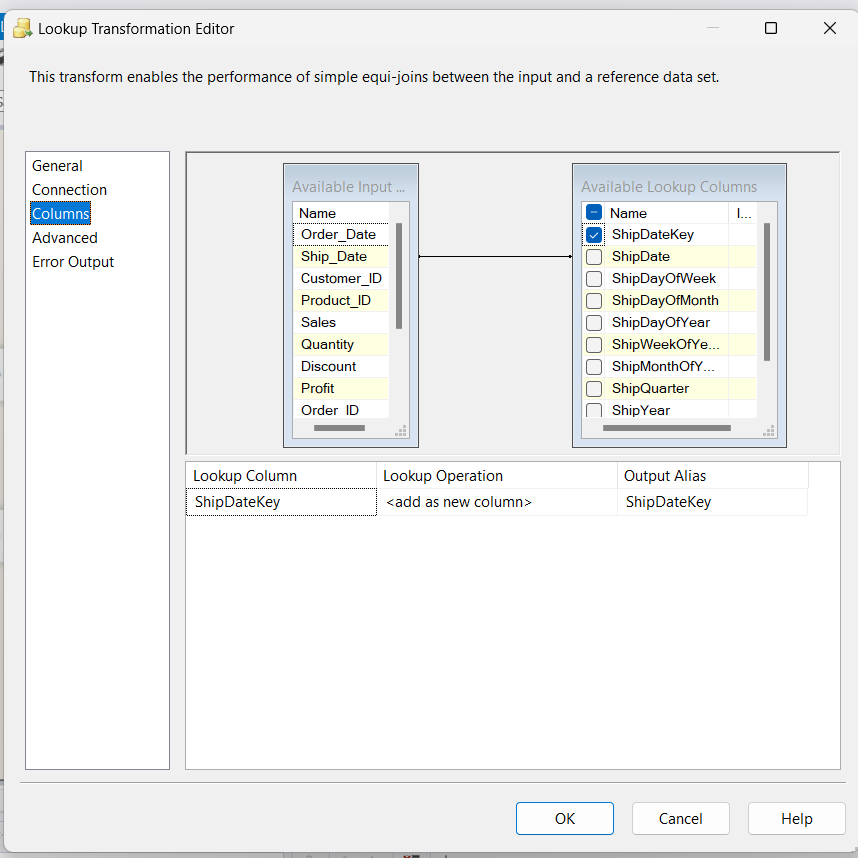 Lookup Transformation Editor
This transform enables the performance of simple equi-joins between the input and a reference data set.
General
Connection
Columns
Advanced
Error Output
Available Input ...
Name
Order_Date
Ship_Date
Customer_ID
Product_ID
Sales
Quantity
Discount
Profit
Order_ID
Available Lookup Columns
Name I...
ShipDateKey
ShipDate
ShipDayOfWeek
ShipDayOfMonth
ShipDayOfYear
ShipWeekOfYe...
ShipMonthOfY...
ShipQuarter
ShipYear
Lookup Column Lookup Operation Output Alias
ShipDateKey <add as new column> ShipDateKey
OK Cancel Help